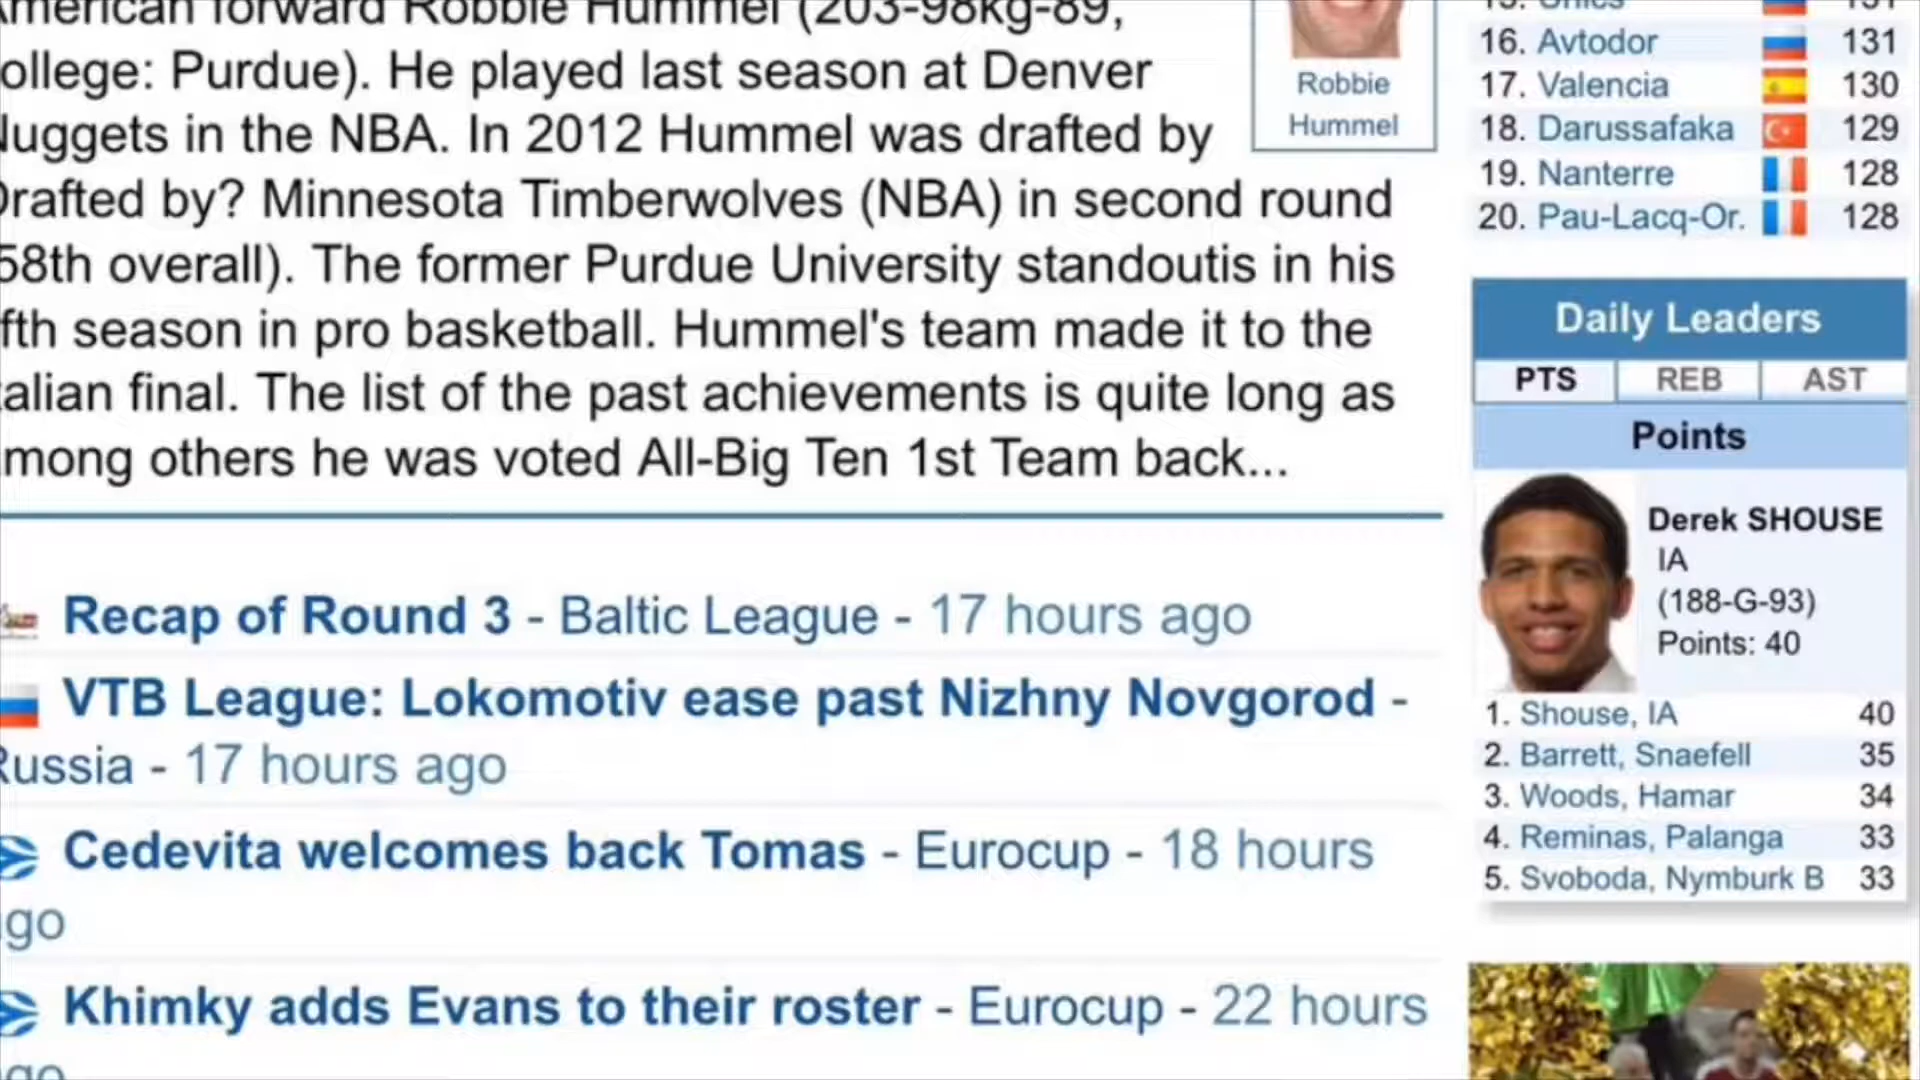 American forward Robbie Hummel (203-98kg-89,
ollege: Purdue). He played last season at Denver
Nuggets in the NBA. In 2012 Hummel was drafted by
Drafted by? Minnesota Timberwolves (NBA) in second round
58th overall). The former Purdue University standoutis in his
fth season in pro basketball. Hummel's team made it to the
talian final. The list of the past achievements is quite long as
mong others he was voted All-Big Ten 1st Team back...
Robbie
Hummel
Recap of Round 3 - Baltic League - 17 hours ago
VTB League: Lokomotiv ease past Nizhny Novgorod -
Russia - 17 hours ago
Cedevita welcomes back Tomas - Eurocup - 18 hours
go
Khimky adds Evans to their roster - Eurocup - 22 hours
go
15. Unics 131
16. Avtodor 131
17. Valencia 130
18. Darussafaka 129
19. Nanterre 128
20. Pau-Lacq-Or. 128
Daily Leaders
PTS REB AST
Points
Derek SHOUSE
IA
(188-G-93)
Points: 40
1. Shouse, IA 40
2. Barrett, Snaefell 35
3. Woods, Hamar 34
4. Reminas, Palanga 33
5. Svoboda, Nymburk B 33